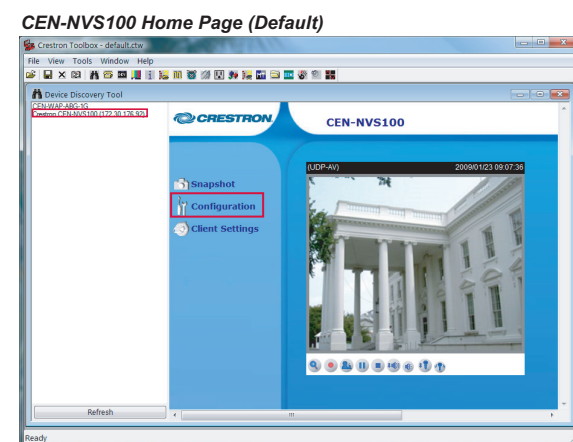 CEN-NVS100 Home Page (Default)
Crestron Toolbox - default.ctw
File View Tools Window Help
Device Discovery Tool
CEN-WAP-ABG-1G
Crestron CEN-NVS100 (172.30.176.92)
CRESTRON
CEN-NVS100
(UDP-AV) 2009/01/23 09:07:36
Snapshot
Configuration
Client Settings
Refresh
Ready